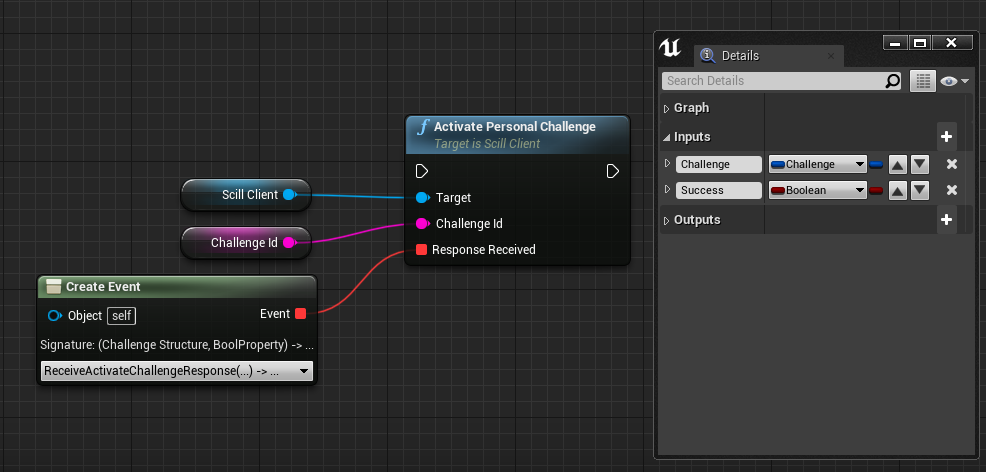 Activate Personal Challenge
Target is Scill Client
Scill Client
Target
Challenge Id
Challenge Id
Response Received
Create Event
Object
self
Event
Signature: (Challenge Structure, BoolProperty) -> ...
ReceiveActivateChallengeResponse(...) -> ...
Details
Search Details
Graph
Inputs
Challenge
Challenge
Success
Boolean
Outputs